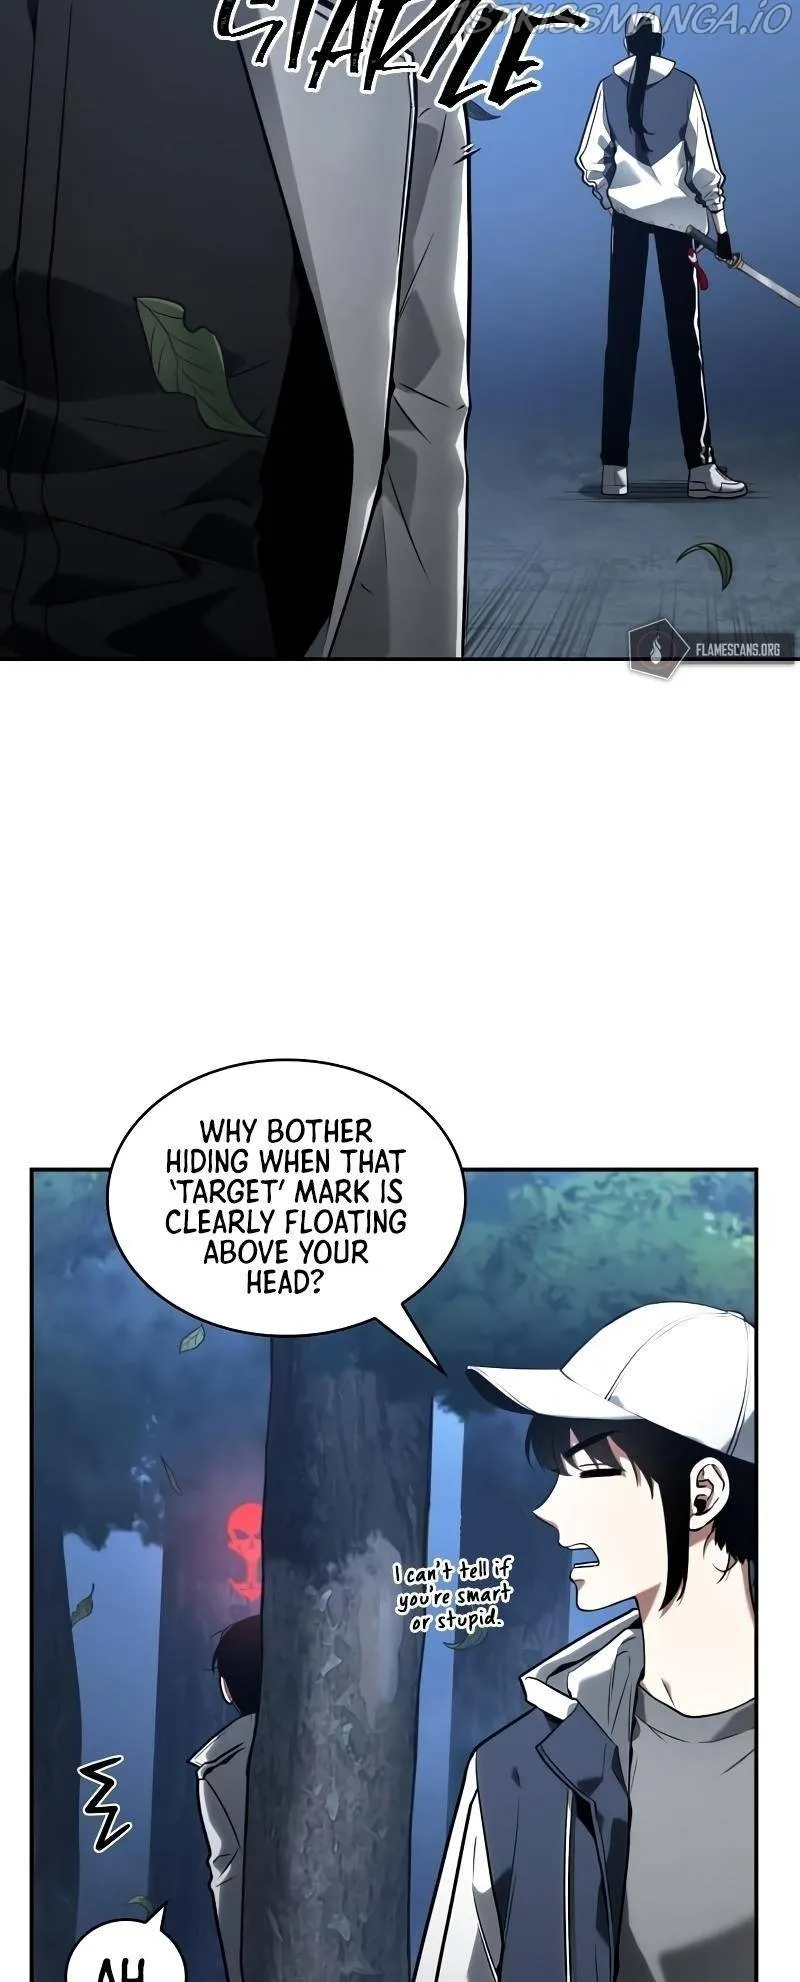 ISTKISSMANGA.IO
STARTLE
FLAMESCANS.ORG
WHY BOTHER
HIDING WHEN THAT
'TARGET' MARK IS
CLEARLY FLOATING
ABOVE YOUR
HEAD?
I can't tell if
you're smart
or stupid.
AH